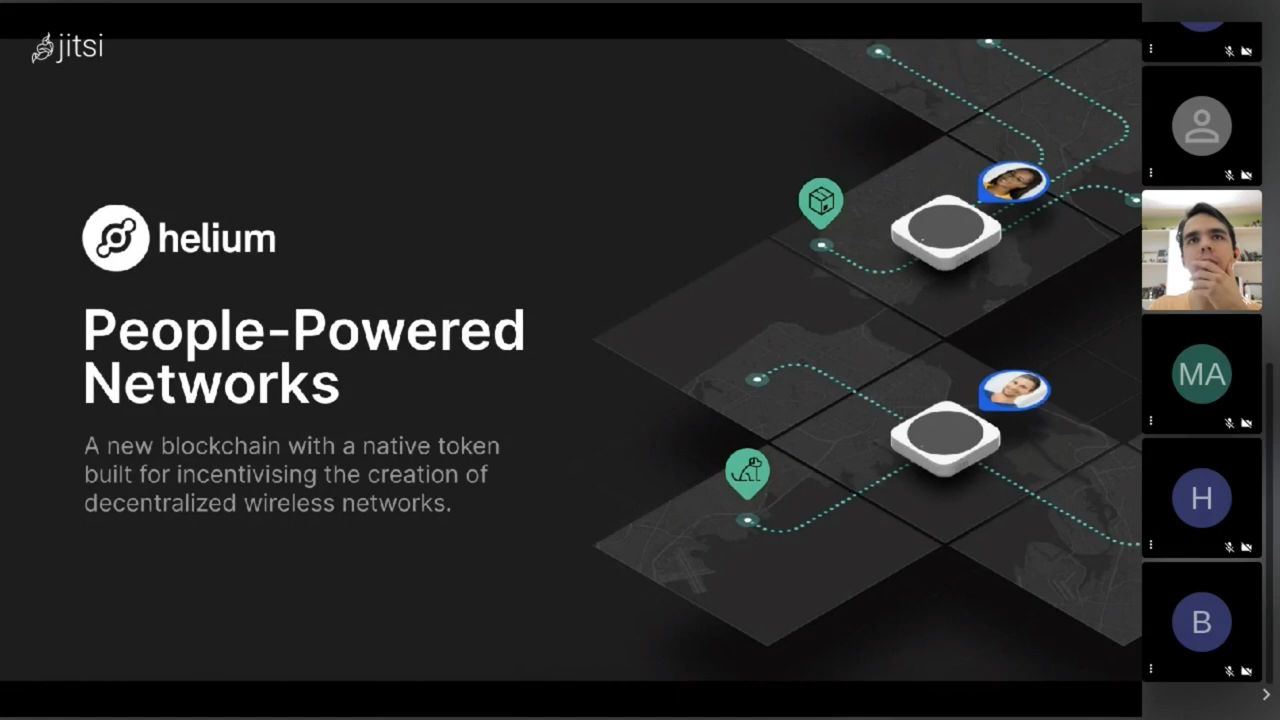 jitsi
helium
People-Powered
Networks
A new blockchain with a native token
built for incentivising the creation of
decentralized wireless networks.
MA
H
B